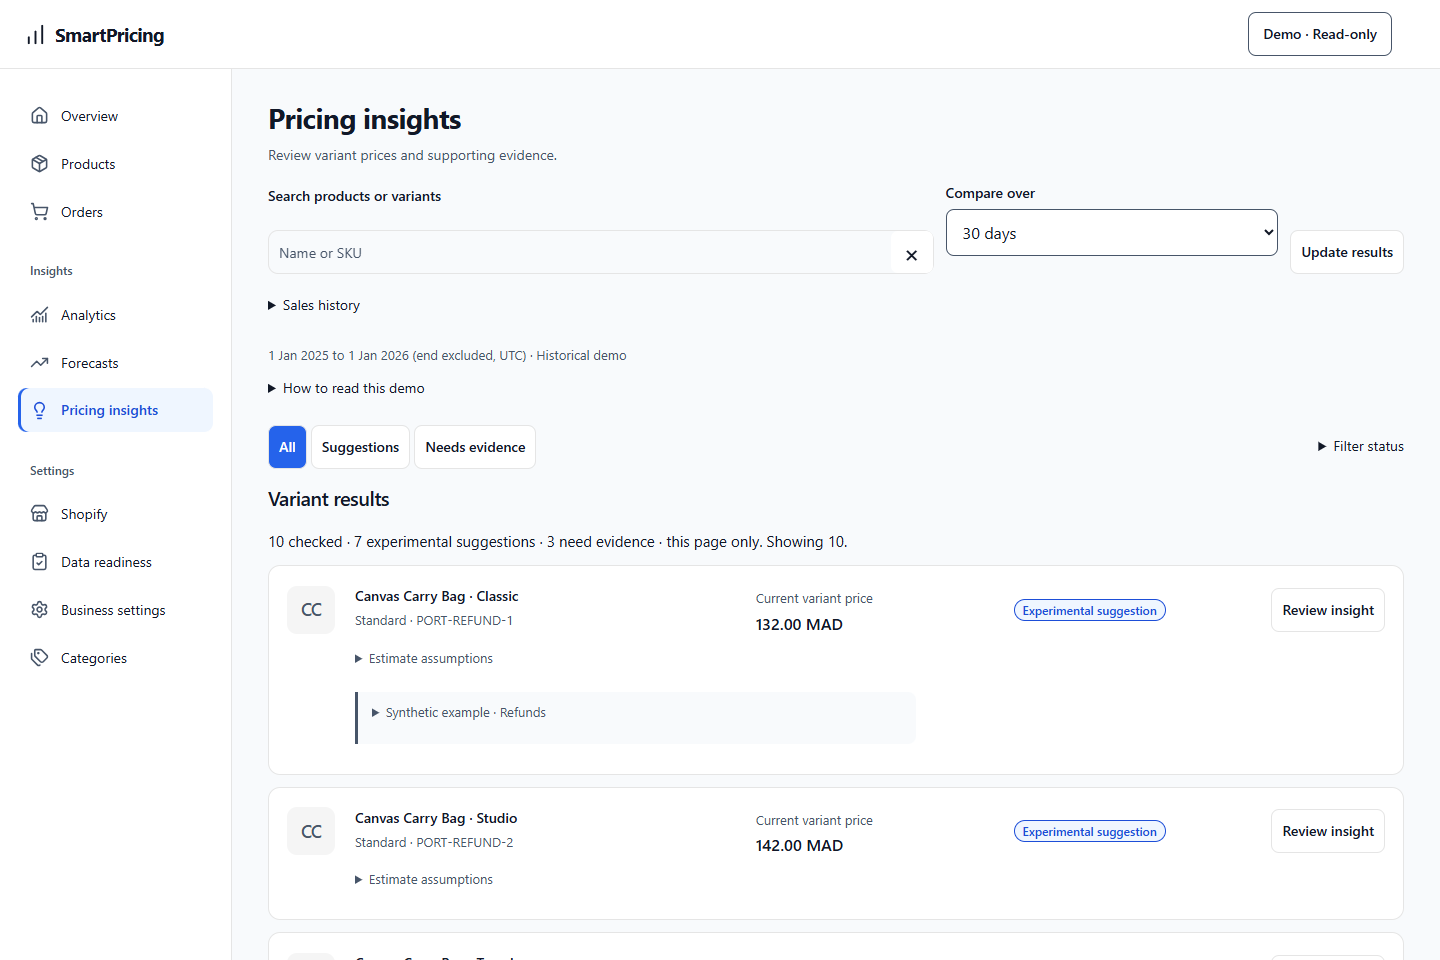 SmartPricing
Demo · Read-only
Overview
Products
Orders
Insights
Analytics
Forecasts
Pricing insights
Settings
Shopify
Data readiness
Business settings
Categories
Pricing insights
Review variant prices and supporting evidence.
Search products or variants
Name or SKU
Compare over
30 days
Update results
Sales history
1 Jan 2025 to 1 Jan 2026 (end excluded, UTC) · Historical demo
How to read this demo
All
Suggestions
Needs evidence
Filter status
Variant results
10 checked · 7 experimental suggestions · 3 need evidence · this page only. Showing 10.
CC
Canvas Carry Bag · Classic
Standard · PORT-REFUND-1
Estimate assumptions
Synthetic example · Refunds
Current variant price
132.00 MAD
Experimental suggestion
Review insight
CC
Canvas Carry Bag · Studio
Standard · PORT-REFUND-2
Estimate assumptions
Current variant price
142.00 MAD
Experimental suggestion
Review insight